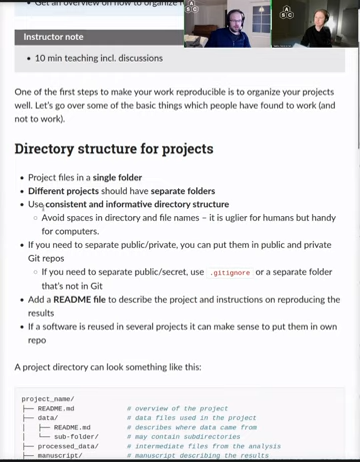 Get an overview on how to organize
Instructor note
• 10 min teaching incl. discussions
One of the first steps to make your work reproducible is to organize your projects
well. Let's go over some of the basic things which people have found to work (and
not to work).
Directory structure for projects
• Project files in a single folder
• Different projects should have separate folders
• Use consistent and informative directory structure
◦ Avoid spaces in directory and file names – it is uglier for humans but handy
for computers.
• If you need to separate public/private, you can put them in public and private
Git repos
◦ If you need to separate public/secret, use .gitignore or a separate folder
that's not in Git
• Add a README file to describe the project and instructions on reproducing the
results
• If a software is reused in several projects it can make sense to put them in own
repo
A project directory can look something like this:
project_name/
├── README.md # overview of the project
├── data/ # data files used in the project
│ ├── README.md # describes where data came from
│ └── sub-folder/ # may contain subdirectories
├── processed_data/ # intermediate files from the analysis
├── manuscript/ # manuscript describing the results